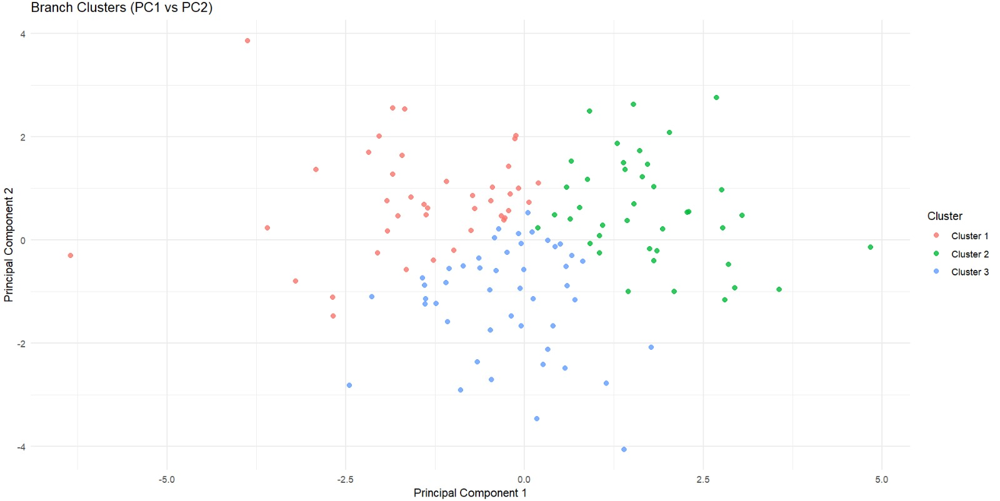 Branch Clusters (PC1 vs PC2)
4
2
0
-2
-4
Principal Component 2
-5.0
-2.5
0.0
2.5
5.0
Principal Component 1
Cluster
Cluster 1
Cluster 2
Cluster 3